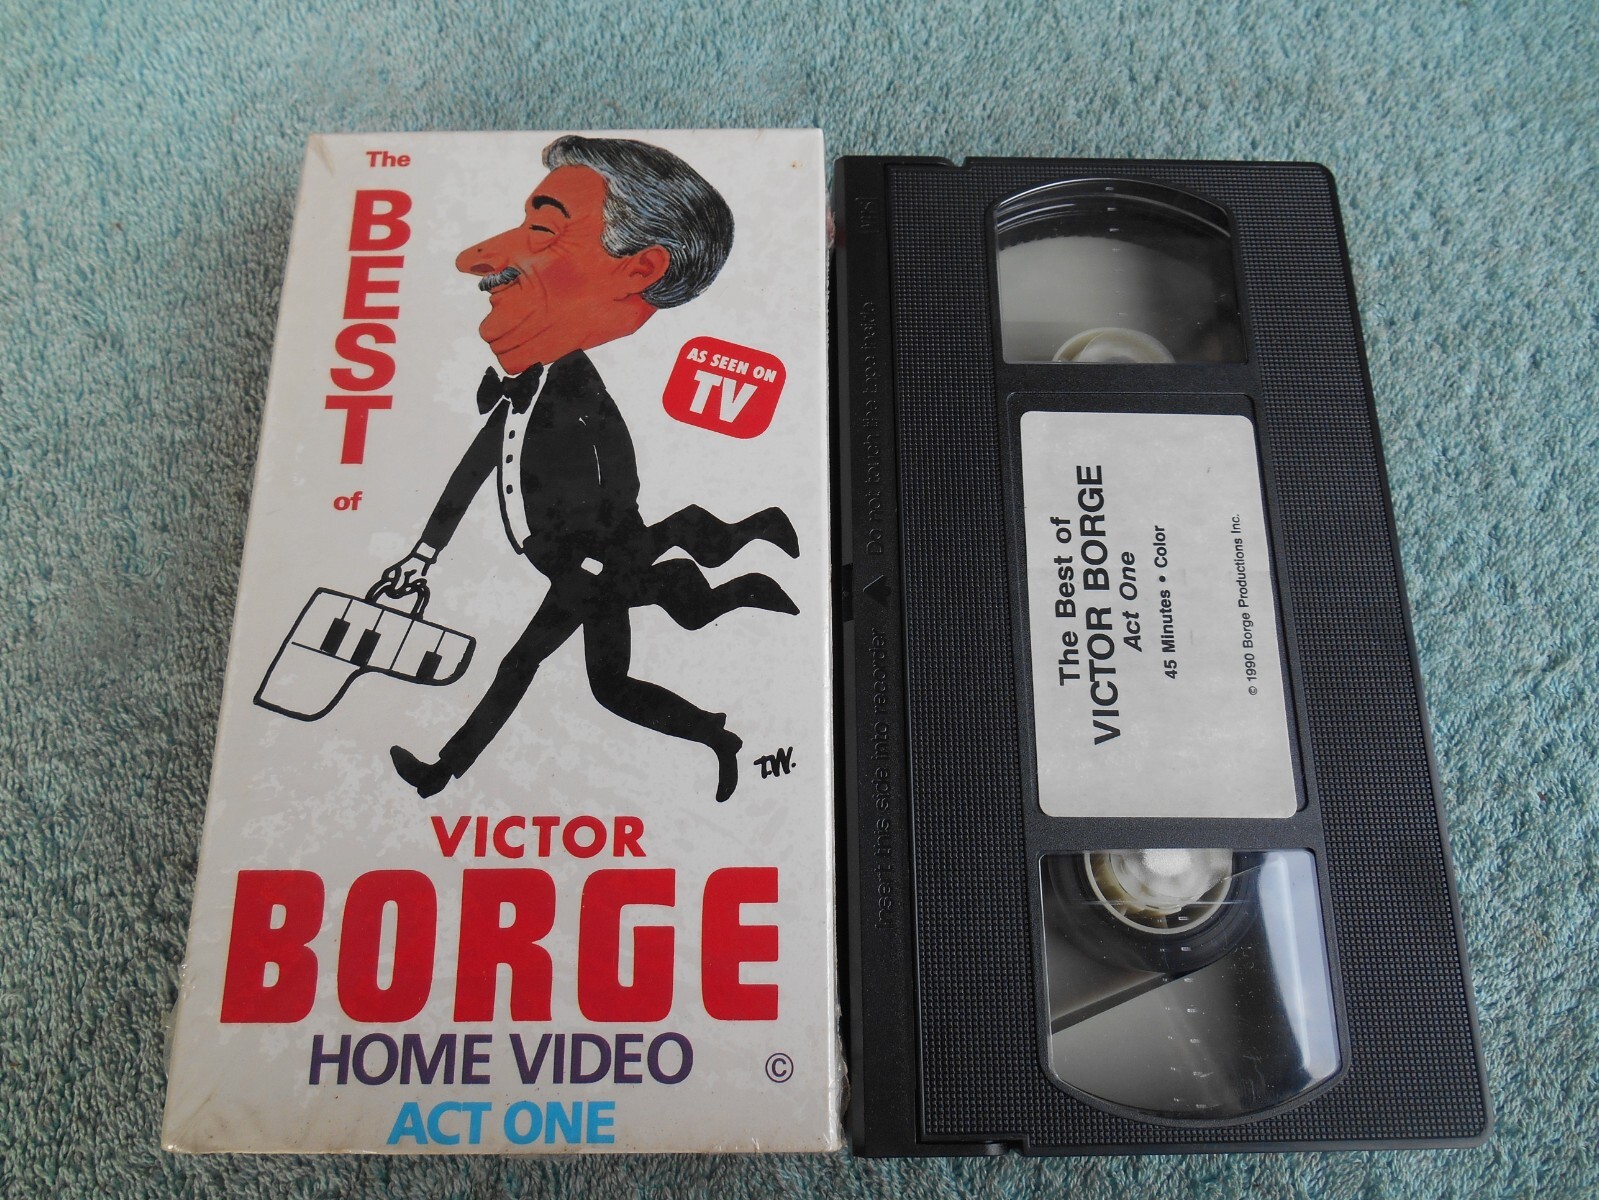 The
BEST
of
AS SEEN ON
TV
T.W.
VICTOR
BORGE
HOME VIDEO
©
ACT ONE
VHS
Do not touch the tape inside
Insert this side into recorder
The Best of
VICTOR BORGE
Act One
45 Minutes • Color
© 1990 Borge Productions Inc.